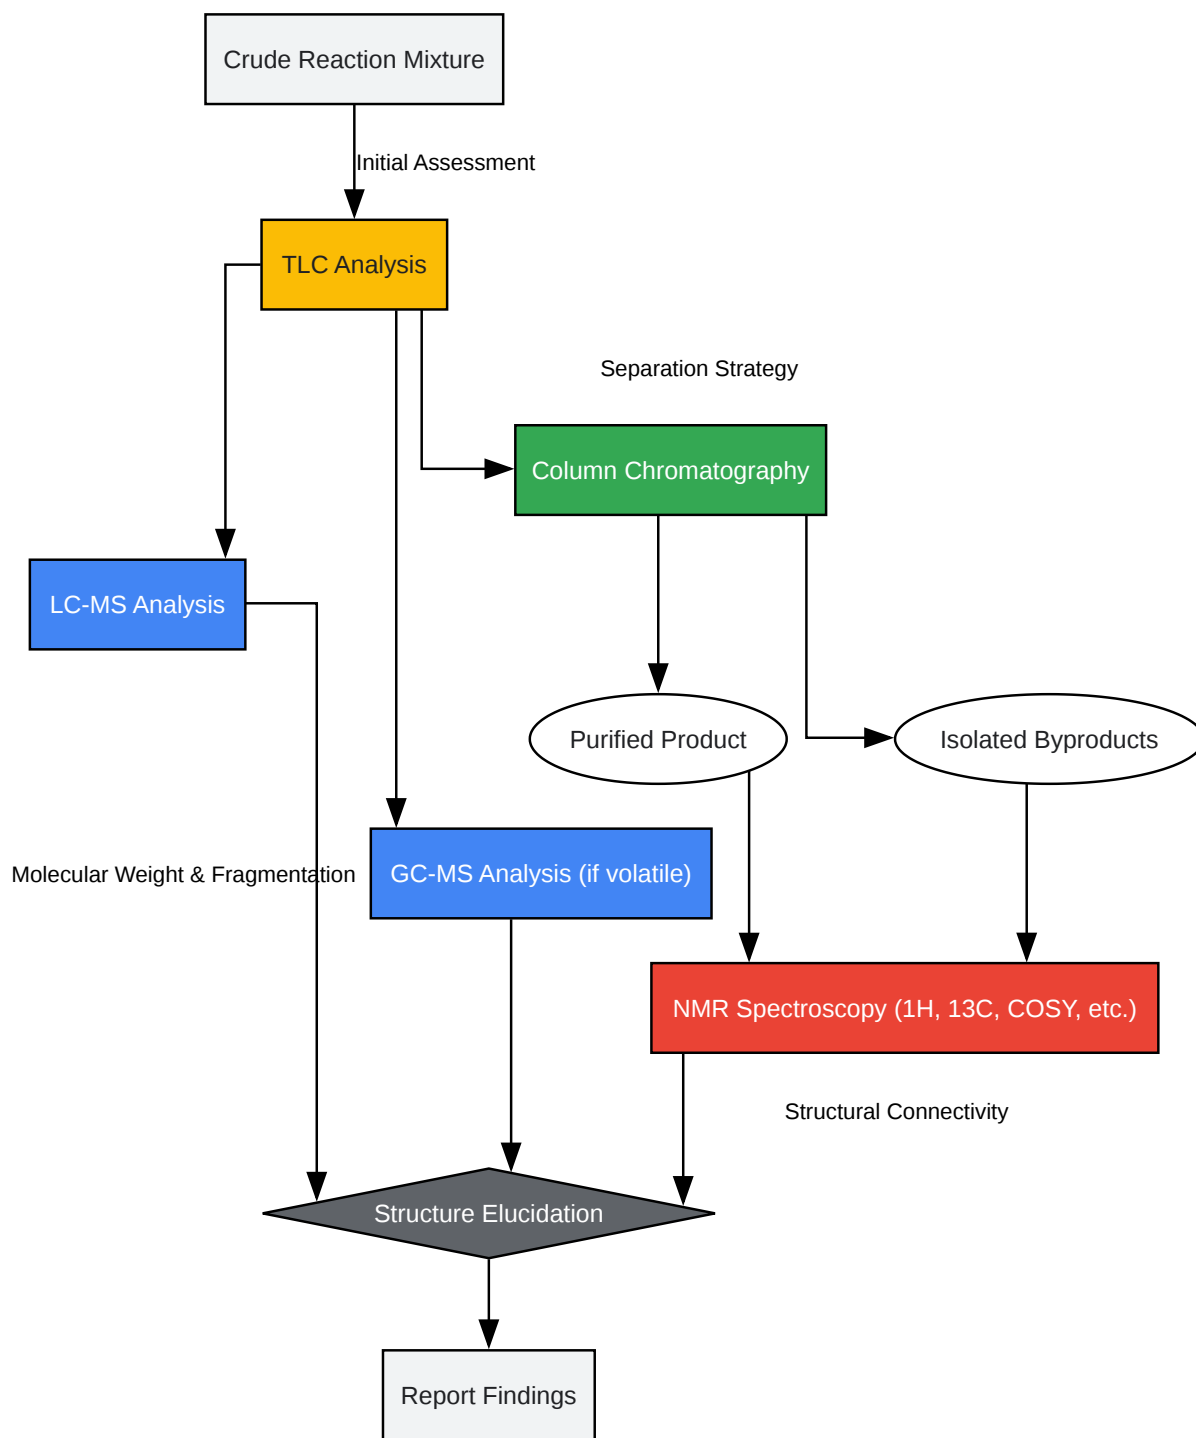 Crude Reaction Mixture
Initial Assessment
TLC Analysis
Separation Strategy
Column Chromatography
LC-MS Analysis
Purified Product
Isolated Byproducts
Molecular Weight & Fragmentation
GC-MS Analysis (if volatile)
NMR Spectroscopy (1H, 13C, COSY, etc.)
Structural Connectivity
Structure Elucidation
Report Findings